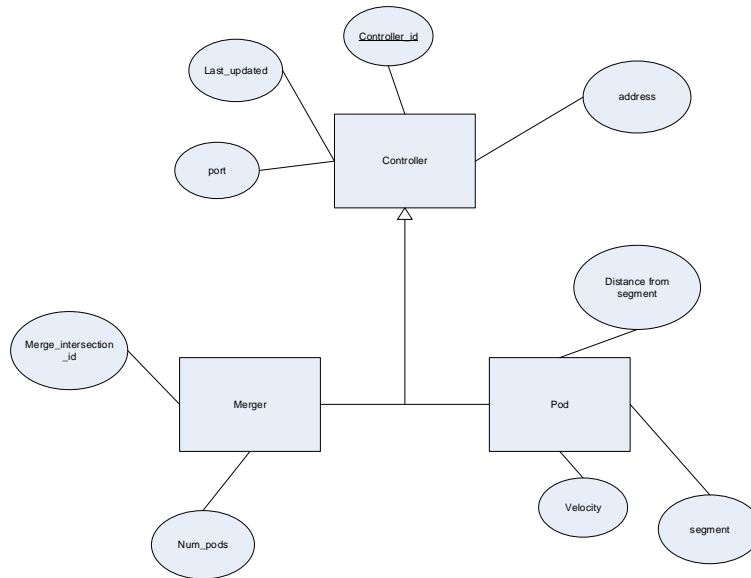 Controller_id
Last_updated
address
Controller
port
Distance from
segment
Merge_intersection
_id
Merger
Pod
Velocity
segment
Num_pods